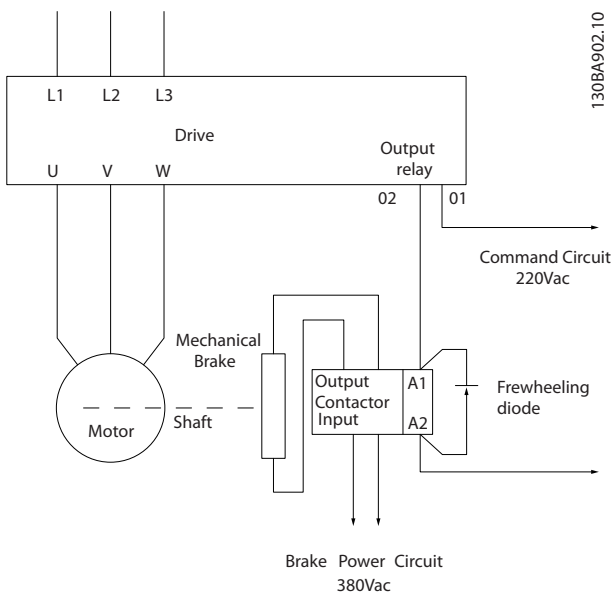 130BA902.10
L1 L2 L3
Drive
U V W
Output
relay
02 01
Command Circuit
220Vac
Mechanical
Brake
Output
Contactor
Input
A1
A2
Frewheeling
diode
Motor
Shaft
Brake Power Circuit
380Vac